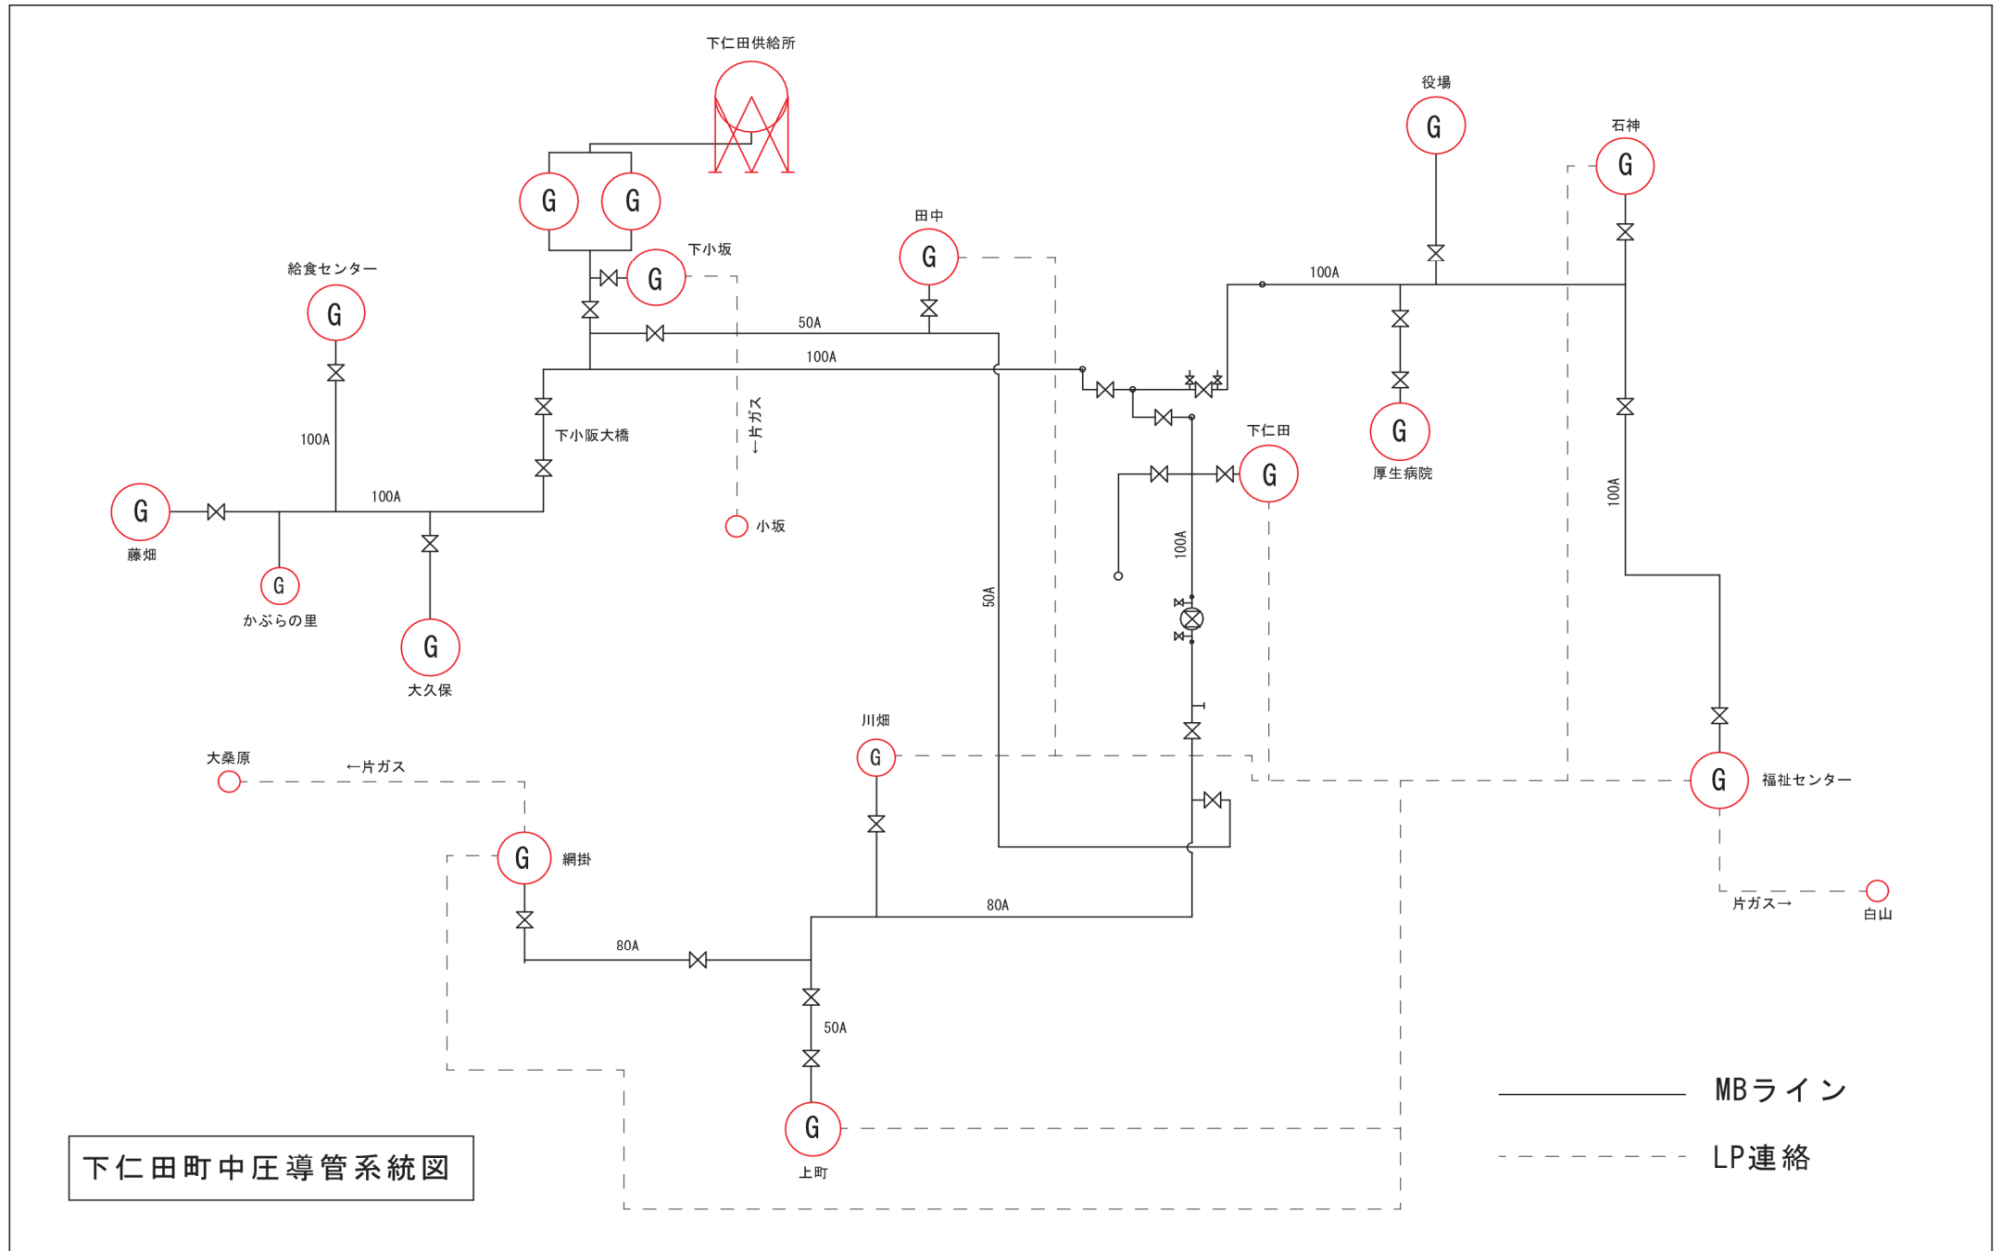 下仁田供給所
役場
G
石神
G
G
G
田中
G
下小坂
G
給食センター
G
100A
50A
100A
←片ガス
下小阪大橋
100A
100A
下仁田
G
G
厚生病院
100A
G
藤畑
小坂
100A
50A
G
かぶらの里
G
大久保
川畑
G
大桑原
←片ガス
G
福祉センター
G
網掛
80A
片ガス→
白山
80A
50A
G
上町
MBライン
LP連絡
下仁田町中圧導管系統図